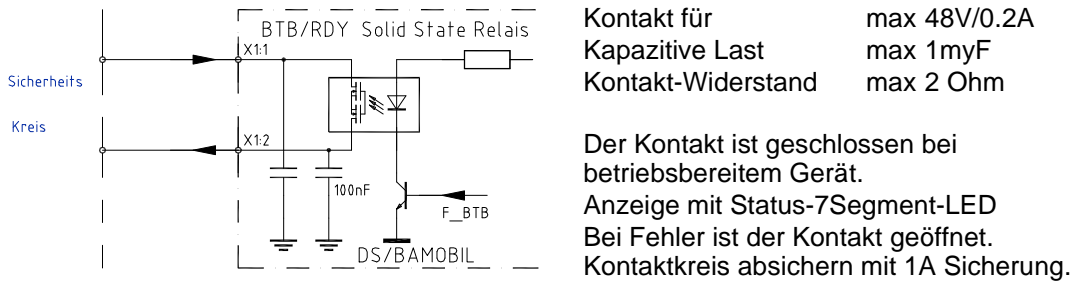 BTB/RDY Solid State Relais
X1:1
Sicherheits
Kreis
X1:2
100nF
F_BTB
DS/BAMOBIL
Kontakt für max 48V/0.2A
Kapazitive Last max 1myF
Kontakt-Widerstand max 2 Ohm
Der Kontakt ist geschlossen bei
betriebsbereitem Gerät.
Anzeige mit Status-7Segment-LED
Bei Fehler ist der Kontakt geöffnet.
Kontaktkreis absichern mit 1A Sicherung.